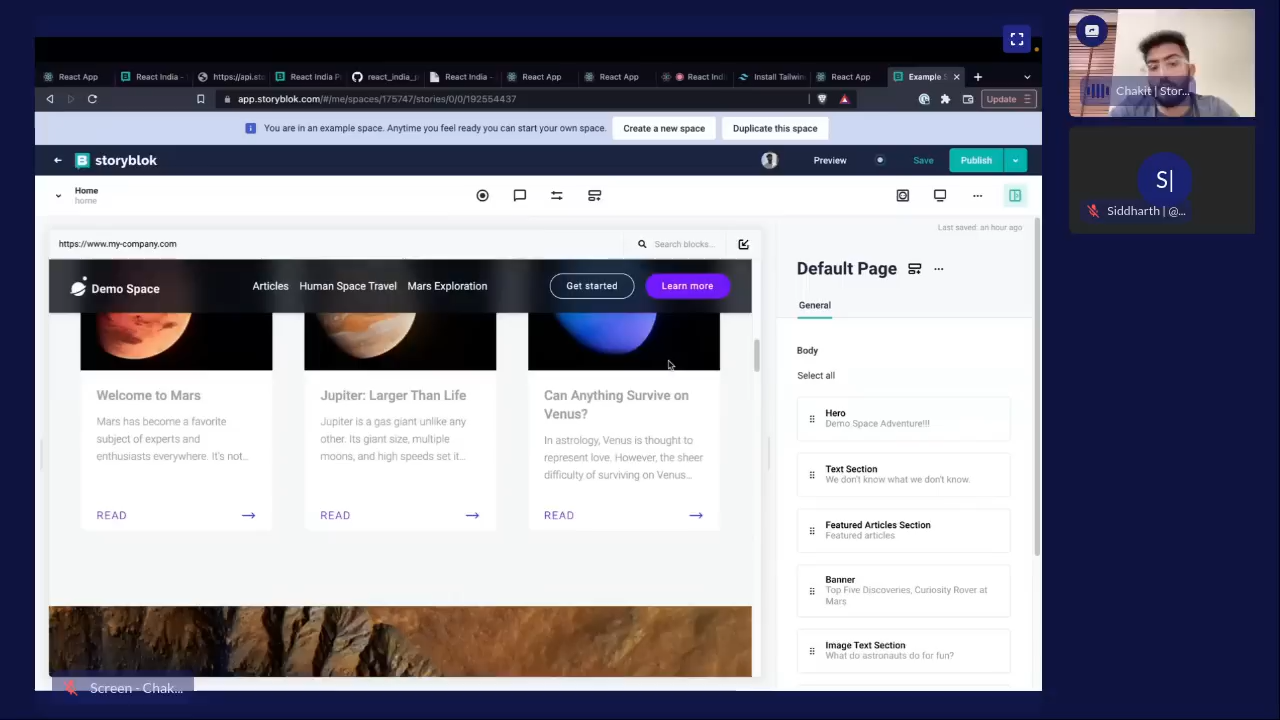 React App
React India -
https://api.sto
React India P
react_india_
React India -
React App
React App
React Indi
Install Tailwin
React App
Example S
app.storyblok.com/#/me/spaces/175747/stories/0/0/192554437
Update
You are in an example space. Anytime you feel ready you can start your own space.
Create a new space
Duplicate this space
storyblok
Preview
Save
Publish
Home
home
Last saved: an hour ago
https://www.my-company.com
Search blocks...
Default Page
Demo Space
Articles
Human Space Travel
Mars Exploration
Get started
Learn more
General
Body
Select all
Welcome to Mars
Mars has become a favorite
subject of experts and
enthusiasts everywhere. It's not..
READ
Jupiter: Larger Than Life
Jupiter is a gas giant unlike any
other. Its giant size, multiple
moons, and high speeds set it...
READ
Can Anything Survive on
Venus?
In astrology, Venus is thought to
represent love. However, the sheer
difficulty of surviving on Venus...
READ
Hero
Demo Space Adventure!!!
Text Section
We don't know what we don't know.
Featured Articles Section
Featured articles
Banner
Top Five Discoveries, Curiosity Rover at
Mars
Image Text Section
What do astronauts do for fun?
Screen - Chak...
Chakit | Stor...
S|
Siddharth | @...